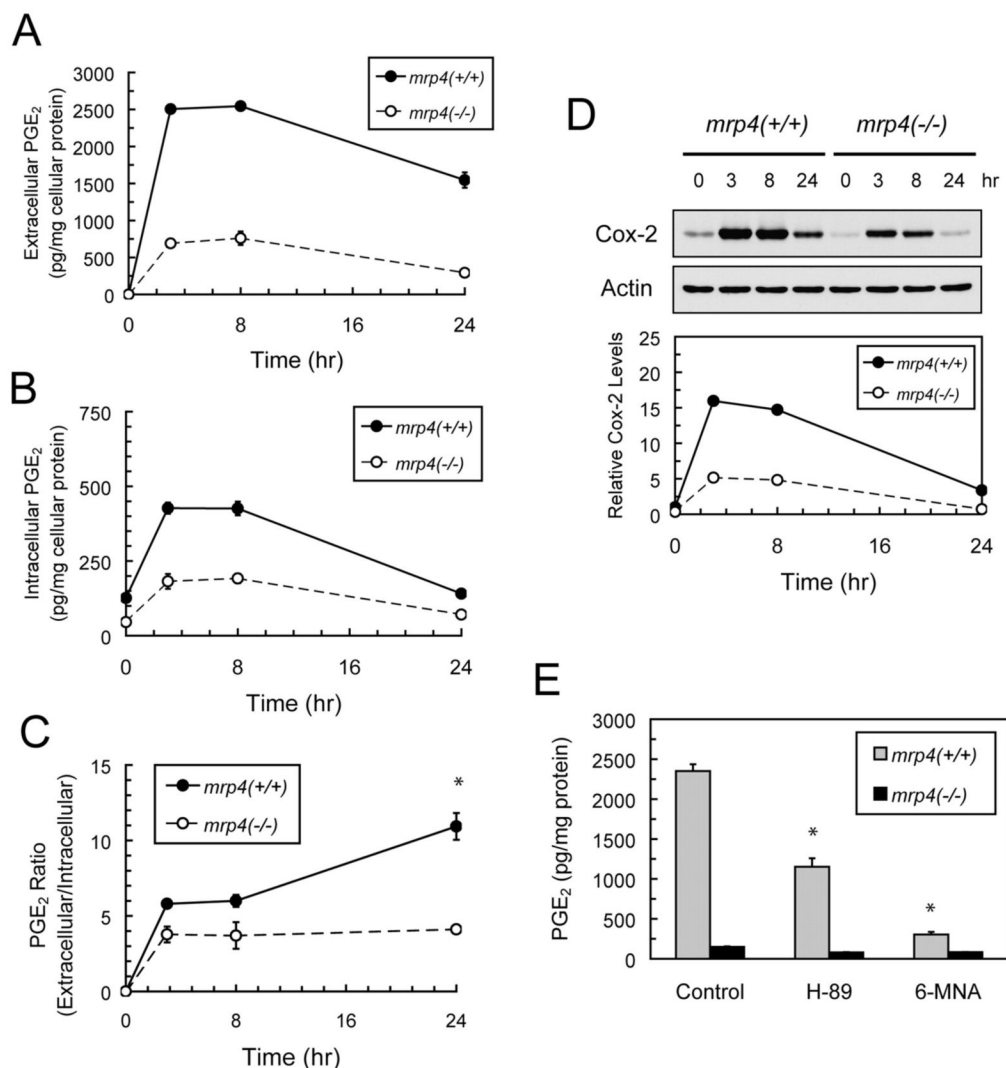 A
Extracellular PGE2
(pg/mg cellular protein)
3000
2500
2000
1500
1000
500
0
0 8 16 24
Time (hr)
mrp4(+/+)
mrp4(-/-)
B
Intracellular PGE2
(pg/mg cellular protein)
750
500
250
0
0 8 16 24
Time (hr)
mrp4(+/+)
mrp4(-/-)
C
PGE2 Ratio
(Extracellular/Intracellular)
15
10
5
0
0 8 16 24
Time (hr)
mrp4(+/+)
mrp4(-/-)
*
D
mrp4(+/+) mrp4(-/-)
0 3 8 24 0 3 8 24 hr
Cox-2
Actin
Relative Cox-2 Levels
25
20
15
10
5
0
0 8 16 24
Time (hr)
mrp4(+/+)
mrp4(-/-)
E
PGE2 (pg/mg protein)
3000
2500
2000
1500
1000
500
0
mrp4(+/+)
mrp4(-/-)
*
*
Control H-89 6-MNA